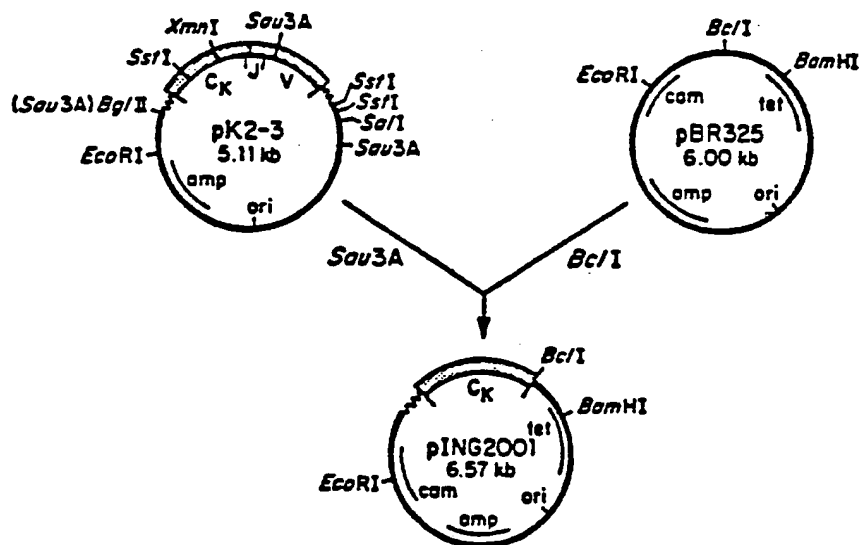 Sau3A
XmnI
SstI
CK
J
V
SstI
SstI
SalI
Sau3A
(Sau3A) BglII
EcoRI
pK2-3
5.11 kb
amp
ori
BclI
BamHI
EcoRI
cam
tet
pBR325
6.00 kb
amp
ori
Sau3A
BclI
BclI
CK
BamHI
tet
pING2001
6.57 kb
EcoRI
cam
ori
amp